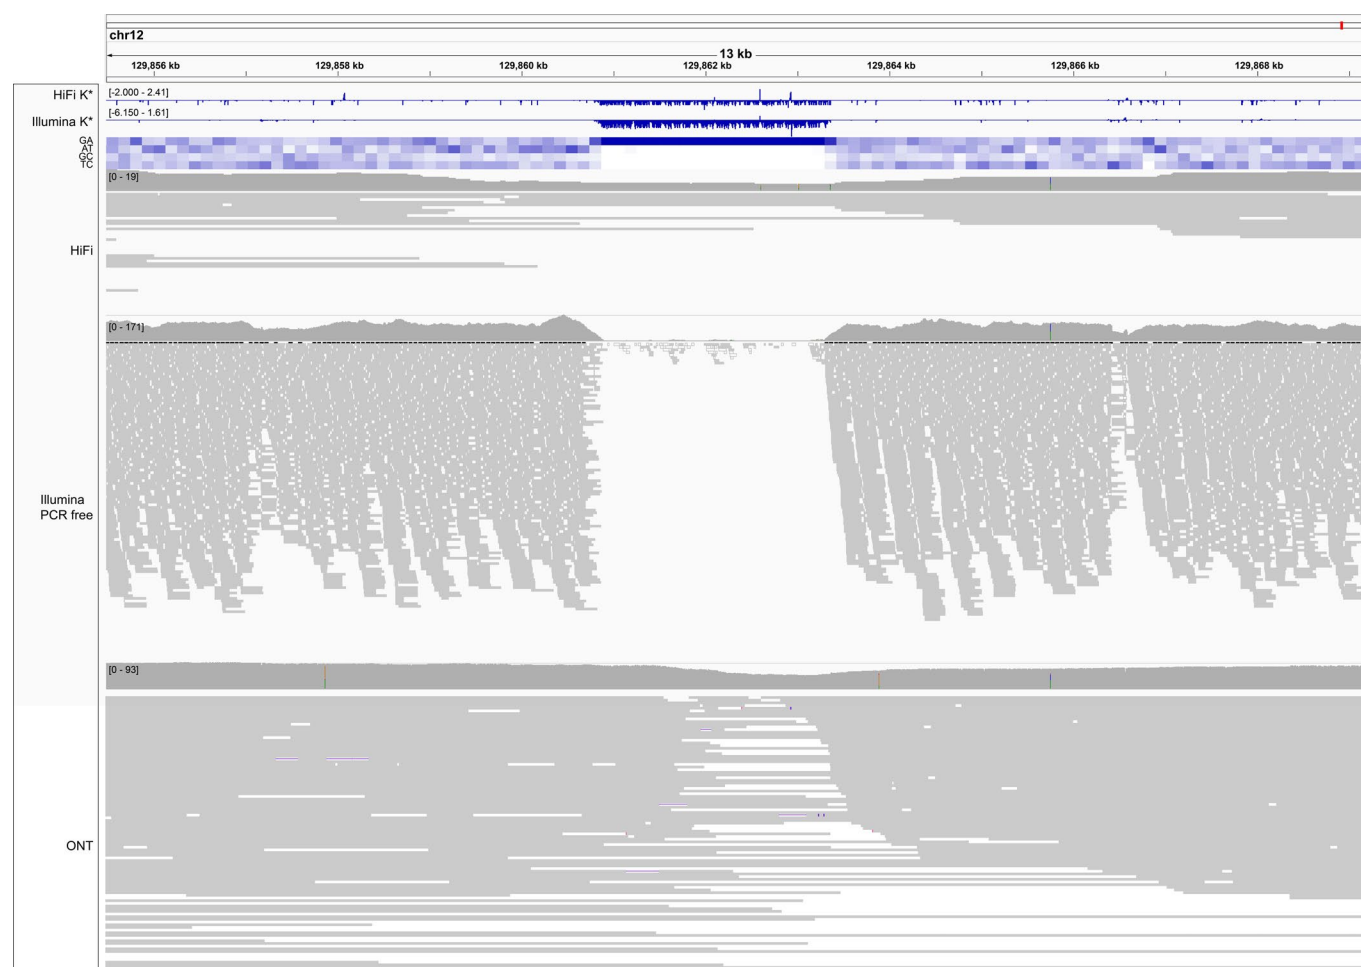 chr12
13 kb
129,856 kb 129,858 kb 129,860 kb 129,862 kb 129,864 kb 129,866 kb 129,868 kb
HiFi K* [-2.000 - 2.41]
Illumina K* [-6.150 - 1.61]
GA
AT
GC
TC
[0 - 19]
HiFi
[0 - 171]
Illumina
PCR free
[0 - 93]
ONT